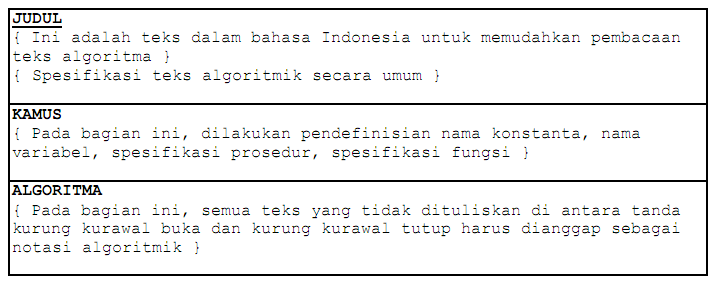 JUDUL
{ Ini adalah teks dalam bahasa Indonesia untuk memudahkan pembacaan
teks algoritma }
{ Spesifikasi teks algoritmik secara umum }
KAMUS
{ Pada bagian ini, dilakukan pendefinisian nama konstanta, nama
variabel, spesifikasi prosedur, spesifikasi fungsi }
ALGORITMA
{ Pada bagian ini, semua teks yang tidak dituliskan di antara tanda
kurung kurawal buka dan kurung kurawal tutup harus dianggap sebagai
notasi algoritmik }